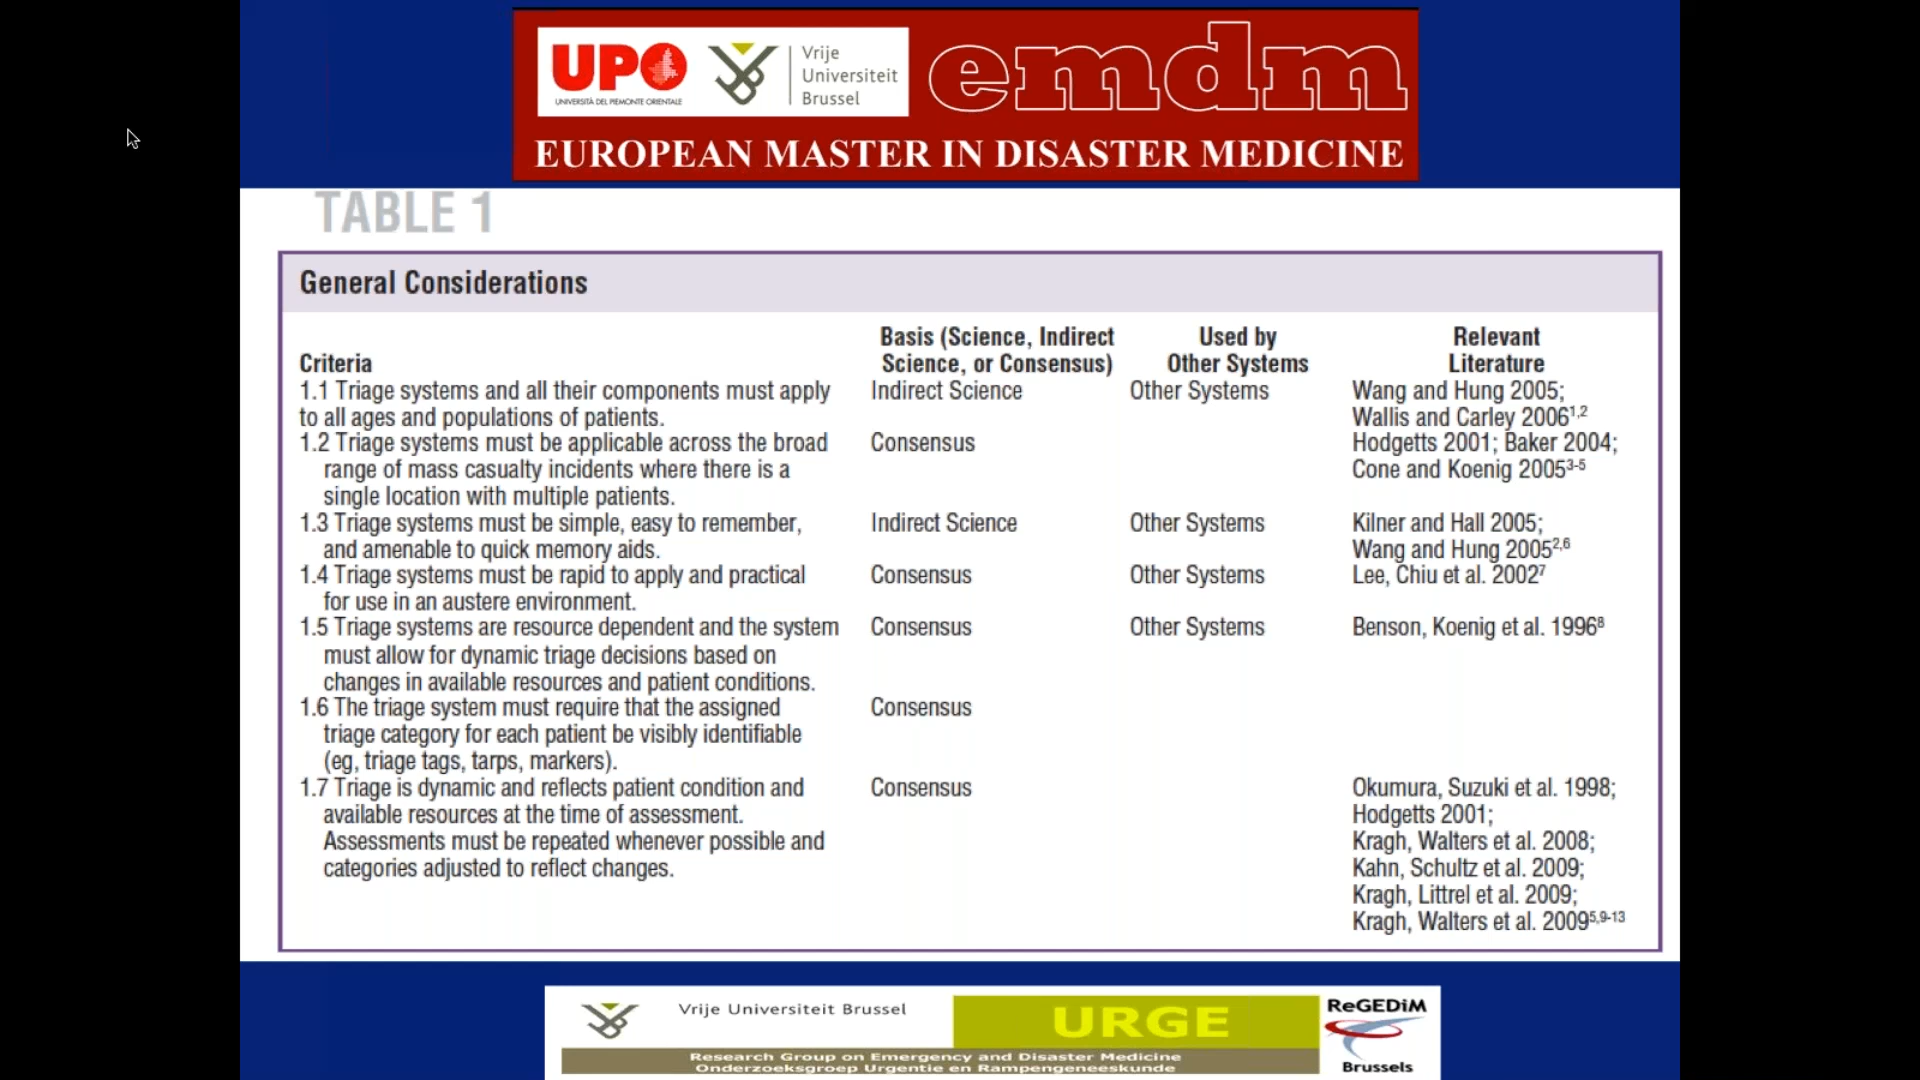 UPO
UNIVERSITÀ DEL PIEMONTE ORIENTALE
Vrije
Universiteit
Brussel
emdm
EUROPEAN MASTER IN DISASTER MEDICINE
TABLE 1
General Considerations
Criteria
Basis (Science, Indirect
Science, or Consensus)
Used by
Other Systems
Relevant
Literature
1.1 Triage systems and all their components must apply
to all ages and populations of patients.
Indirect Science
Other Systems
Wang and Hung 2005;
Wallis and Carley 2006¹,²
1.2 Triage systems must be applicable across the broad
range of mass casualty incidents where there is a
single location with multiple patients.
Consensus
Hodgetts 2001; Baker 2004;
Cone and Koenig 2005³⁻⁵
1.3 Triage systems must be simple, easy to remember,
and amenable to quick memory aids.
Indirect Science
Other Systems
Kilner and Hall 2005;
Wang and Hung 2005²,⁶
1.4 Triage systems must be rapid to apply and practical
for use in an austere environment.
Consensus
Other Systems
Lee, Chiu et al. 2002⁷
1.5 Triage systems are resource dependent and the system
must allow for dynamic triage decisions based on
changes in available resources and patient conditions.
Consensus
Other Systems
Benson, Koenig et al. 1996⁸
1.6 The triage system must require that the assigned
triage category for each patient be visibly identifiable
(eg, triage tags, tarps, markers).
Consensus
1.7 Triage is dynamic and reflects patient condition and
available resources at the time of assessment.
Assessments must be repeated whenever possible and
categories adjusted to reflect changes.
Consensus
Okumura, Suzuki et al. 1998;
Hodgetts 2001;
Kragh, Walters et al. 2008;
Kahn, Schultz et al. 2009;
Kragh, Littrel et al. 2009;
Kragh, Walters et al. 2009⁵,⁹⁻¹³
Vrije Universiteit Brussel
URGE
Research Group on Emergency and Disaster Medicine
Onderzoeksgroep Urgentie en Rampengeneeskunde
ReGEDiM
Brussels